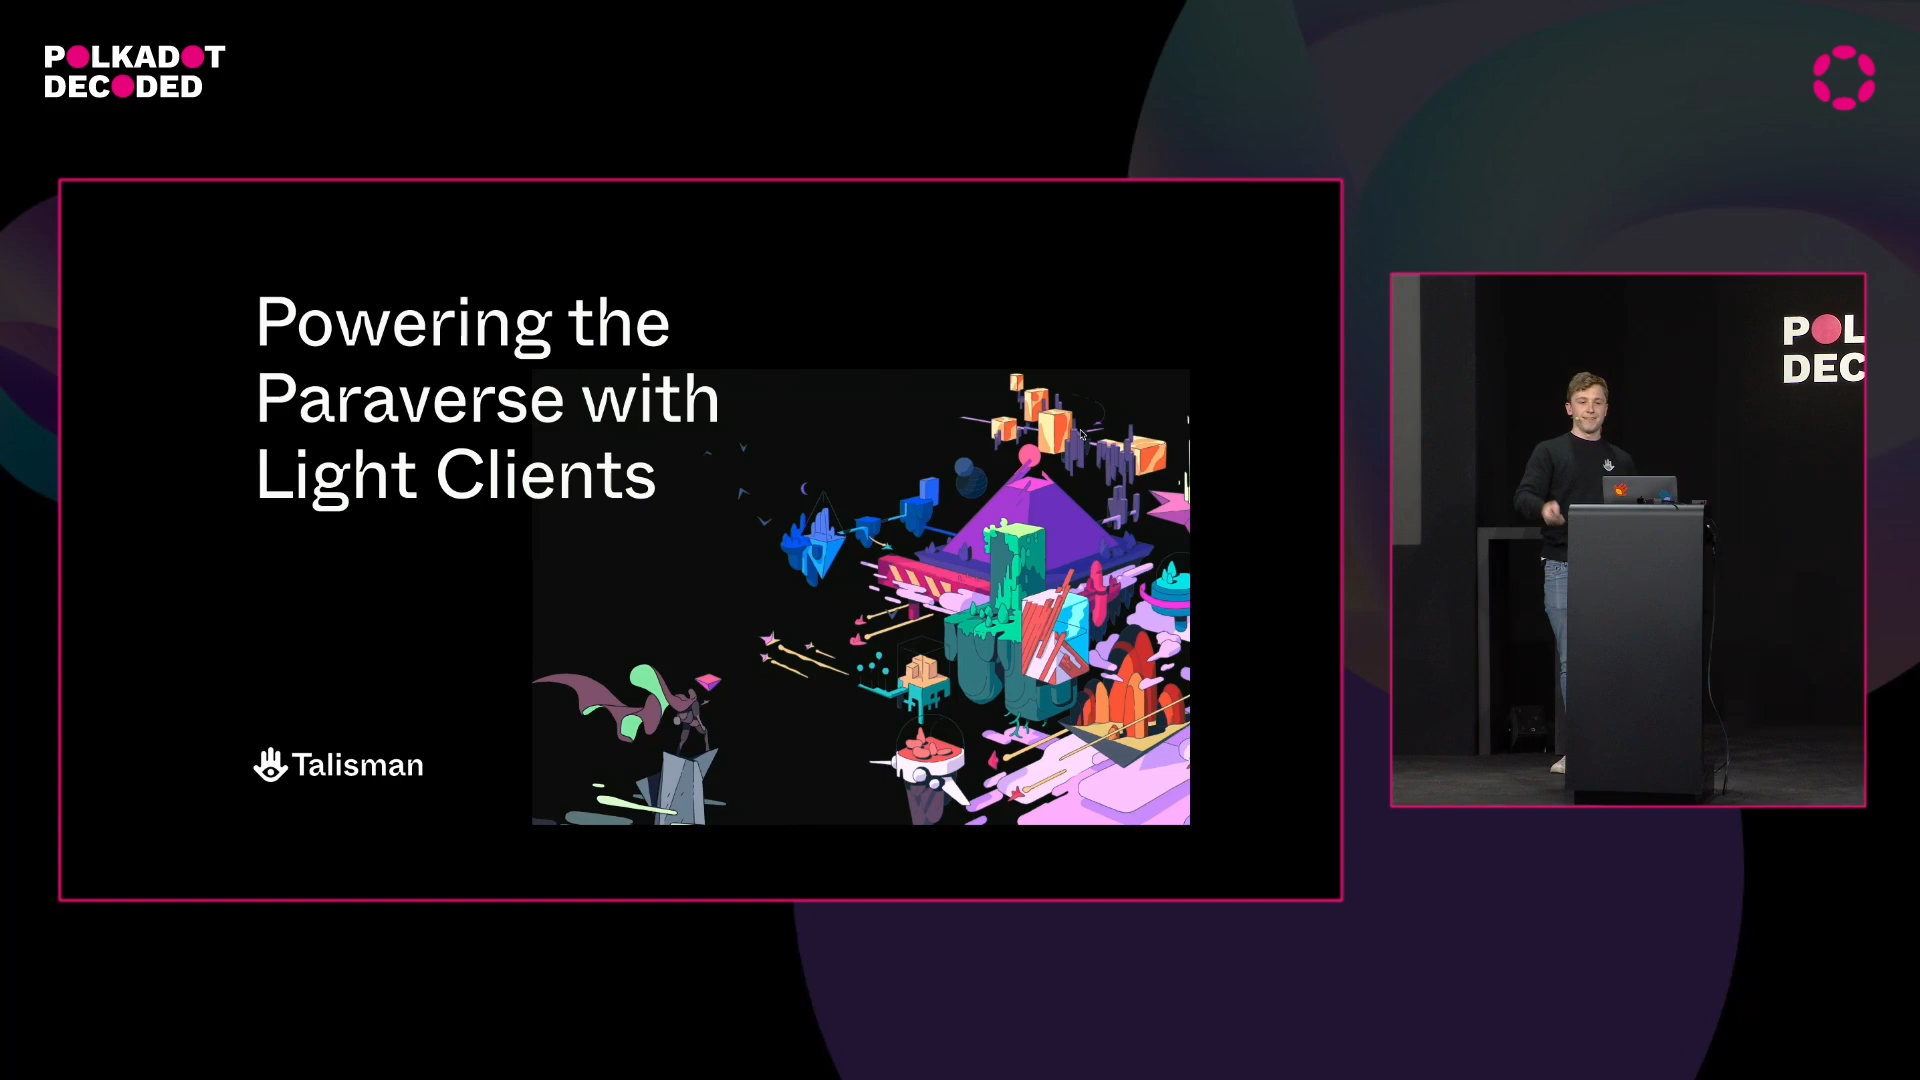 POLKADOT
DECODED
Powering the
Paraverse with
Light Clients
Talisman
POL
DEC